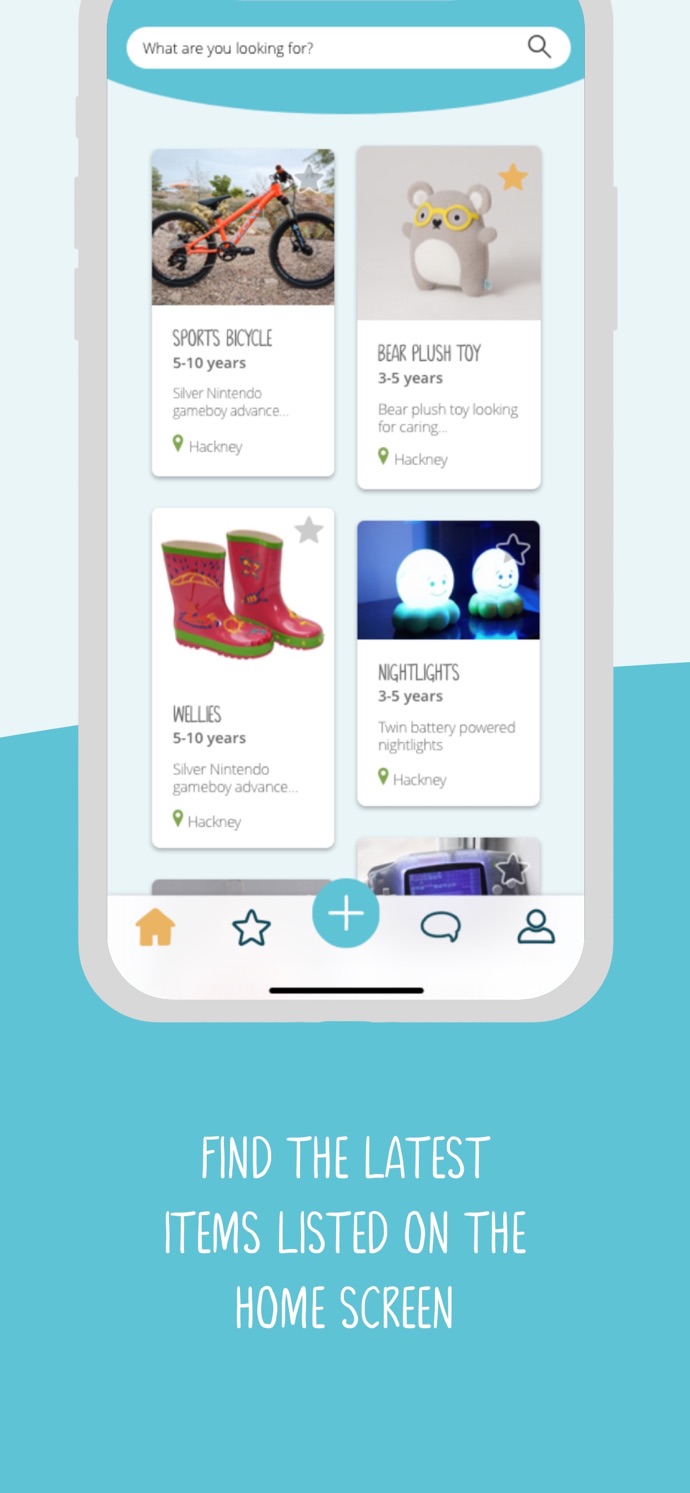 What are you looking for?
SPORTS BICYCLE
5-10 years
Silver Nintendo
gameboy advance...
Hackney
BEAR PLUSH TOY
3-5 years
Bear plush toy looking
for caring...
Hackney
WELLIES
5-10 years
Silver Nintendo
gameboy advance...
Hackney
NIGHTLIGHTS
3-5 years
Twin battery powered
nightlights
Hackney
FIND THE LATEST
ITEMS LISTED ON THE
HOME SCREEN